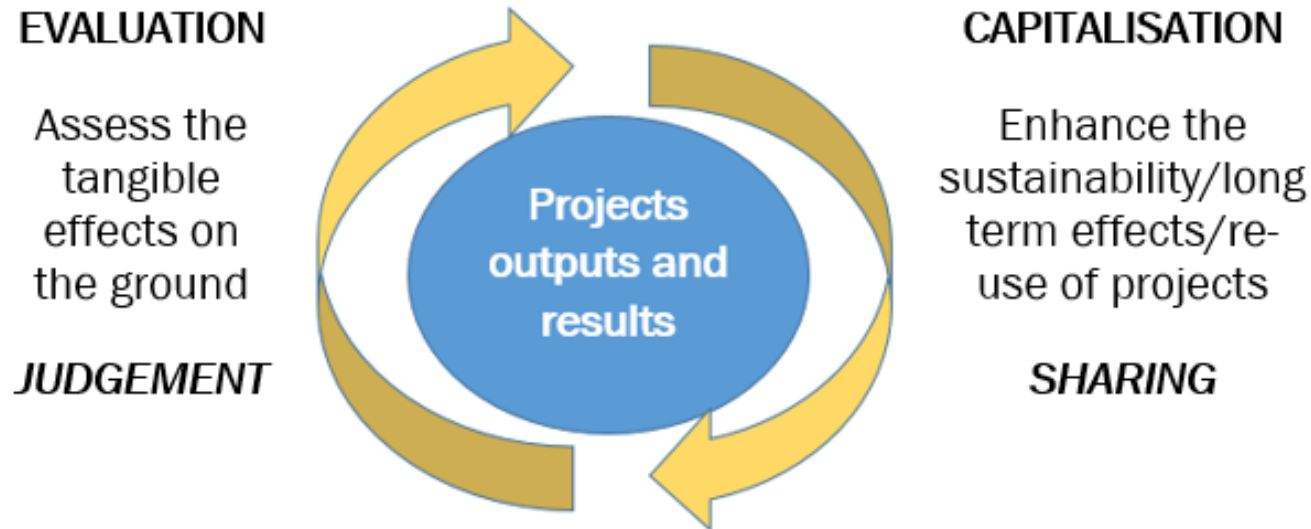 EVALUATION
Assess the
tangible
effects on
the ground
JUDGEMENT
Projects
outputs and
results
CAPITALISATION
Enhance the
sustainability/long
term effects/re-
use of projects
SHARING